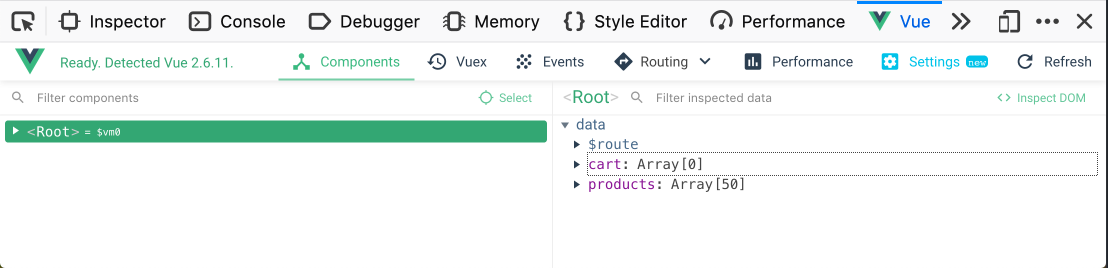 Inspector Console Debugger Memory {} Style Editor Performance Vue
Ready. Detected Vue 2.6.11. Components Vuex Events Routing Performance Settings new Refresh
Filter components Select
<Root> Filter inspected data <> Inspect DOM
<Root> = $vm0
data
$route
cart: Array[0]
products: Array[50]